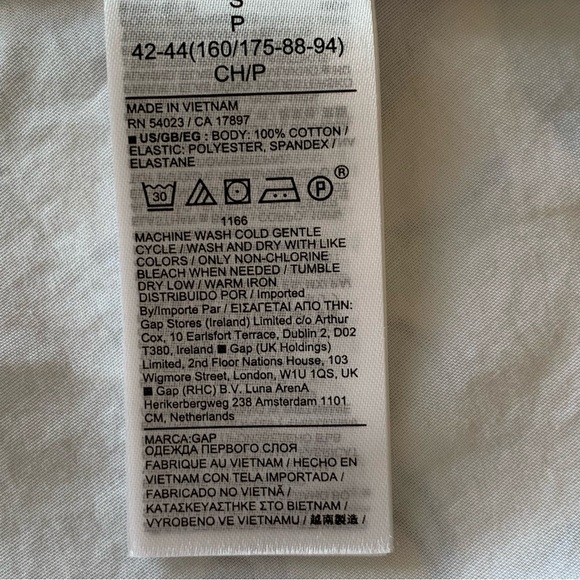 S
P
42-44(160/175-88-94)
CH/P
MADE IN VIETNAM
RN 54023 / CA 17897
■ US/GB/EG : BODY: 100% COTTON /
ELASTIC: POLYESTER, SPANDEX /
ELASTANE
30 P ®
1166
MACHINE WASH COLD GENTLE
CYCLE / WASH AND DRY WITH LIKE
COLORS / ONLY NON-CHLORINE
BLEACH WHEN NEEDED / TUMBLE
DRY LOW / WARM IRON
DISTRIBUIDO POR / Imported
By/Importe Par / ΕΙΣΑΓΕΤΑΙ ΑΠΟ ΤΗΝ:
Gap Stores (Ireland) Limited c/o Arthur
Cox, 10 Earlsfort Terrace, Dublin 2, D02
T380, Ireland ■ Gap (UK Holdings)
Limited, 2nd Floor Nations House, 103
Wigmore Street, London, W1U 1QS, UK
■ Gap (RHC) B.V. Luna ArenA
Herikerbergweg 238 Amsterdam 1101
CM, Netherlands
MARCA:GAP
ОДЕЖДА ПЕРВОГО СЛОЯ
FABRIQUE AU VIETNAM / HECHO EN
VIETNAM CON TELA IMPORTADA /
FABRICADO NO VIETNÃ /
ΚΑΤΑΣΚΕΥΑΣΤΗΚΕ ΣΤΟ ΒΙΕΤΝΑΜ /
VYROBENO VE VIETNAMU / 越南製造 /